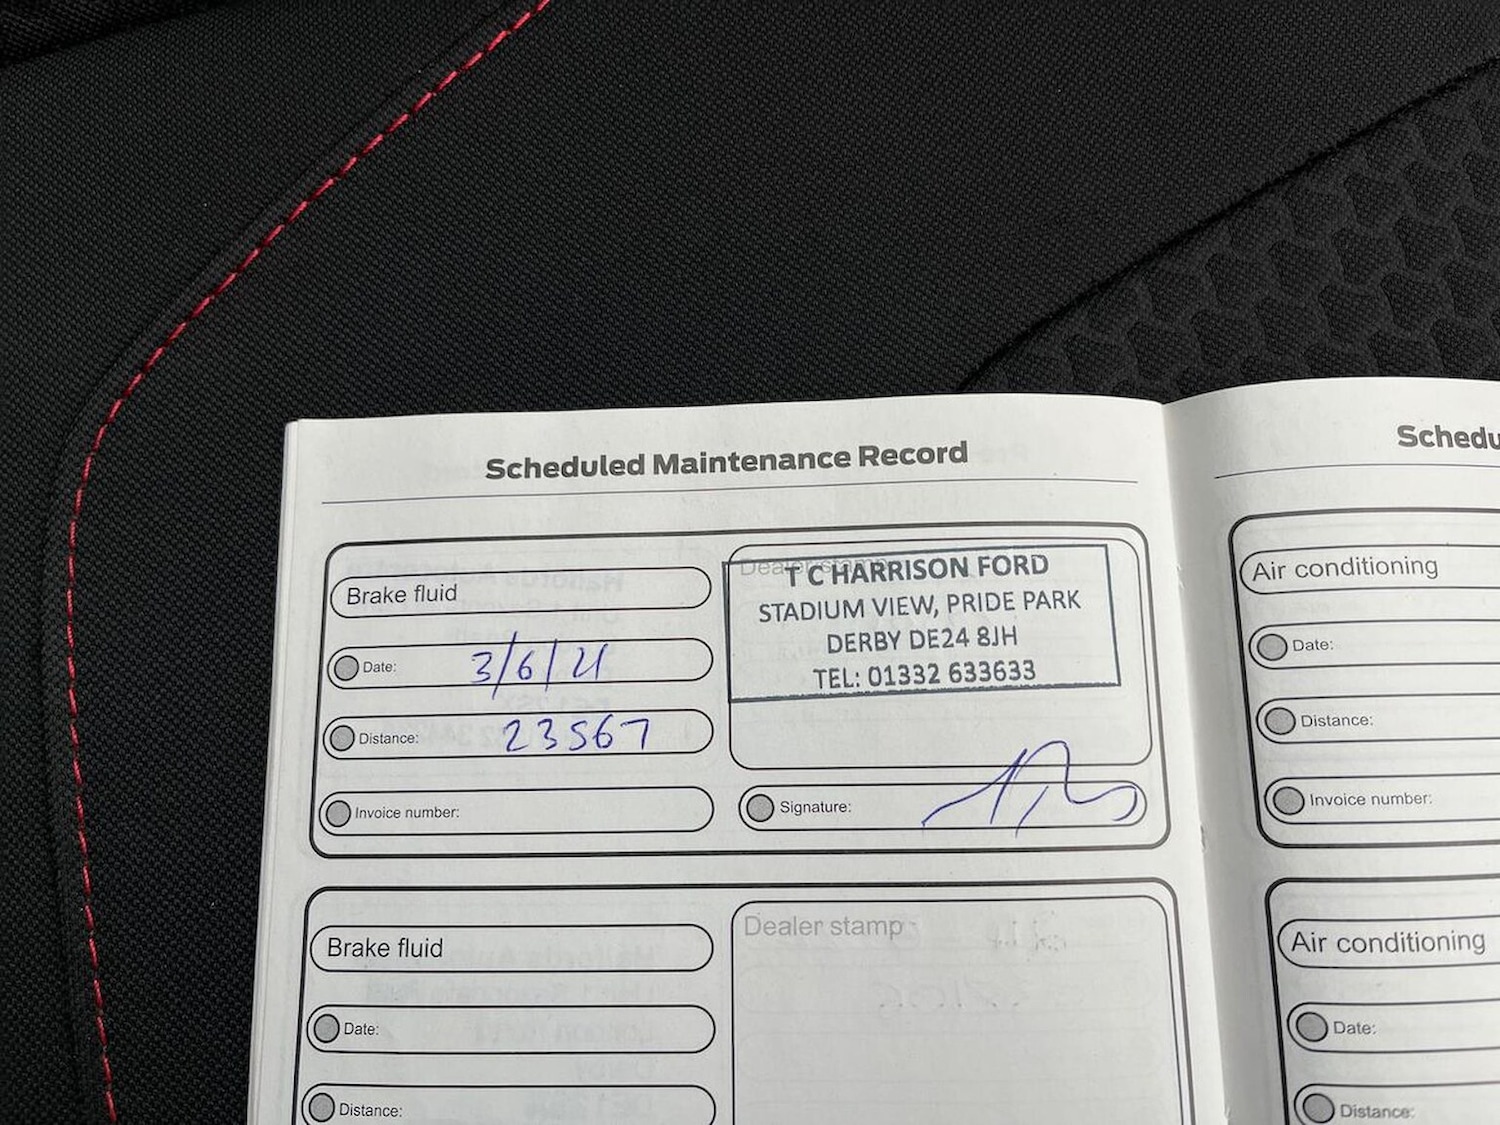 Scheduled Maintenance Record
Brake fluid
Date: 3/6/21
Distance: 23567
Invoice number:
Dealer stamp
T C HARRISON FORD
STADIUM VIEW, PRIDE PARK
DERBY DE24 8JH
TEL: 01332 633633
Signature:
Brake fluid
Date:
Distance:
Dealer stamp
Schedu
Air conditioning
Date:
Distance:
Invoice number:
Air conditioning
Date:
Distance: